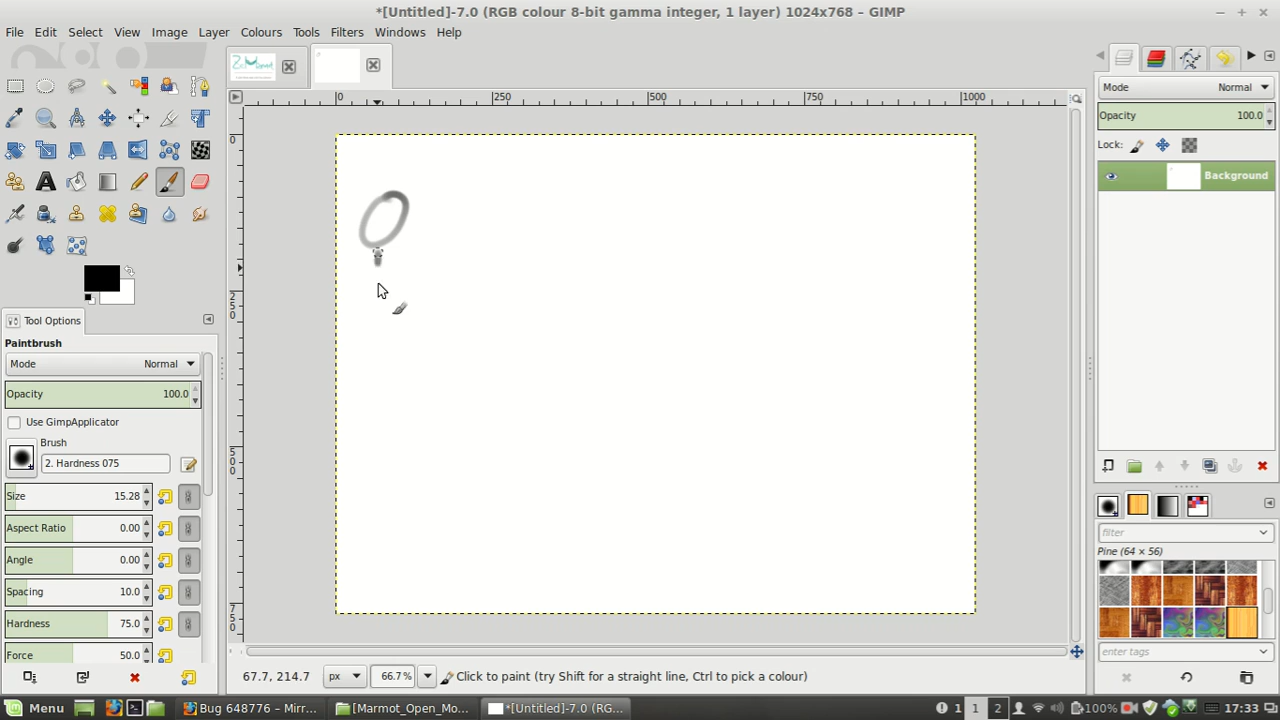 *[Untitled]-7.0 (RGB colour 8-bit gamma integer, 1 layer) 1024x768 – GIMP
File Edit Select View Image Layer Colours Tools Filters Windows Help
0 250 500 750 1000
0
250
500
750
Tool Options
Paintbrush
Mode Normal
Opacity 100.0
Use GimpApplicator
Brush
2. Hardness 075
Size 15.28
Aspect Ratio 0.00
Angle 0.00
Spacing 10.0
Hardness 75.0
Force 50.0
67.7, 214.7 px 66.7% Click to paint (try Shift for a straight line, Ctrl to pick a colour)
Mode Normal
Opacity 100.0
Lock:
Background
filter
Pine (64 × 56)
enter tags
Menu Bug 648776 – Mirr... [Marmot_Open_Mo... *[Untitled]-7.0 (RG... 1 1 2 100% 17:33